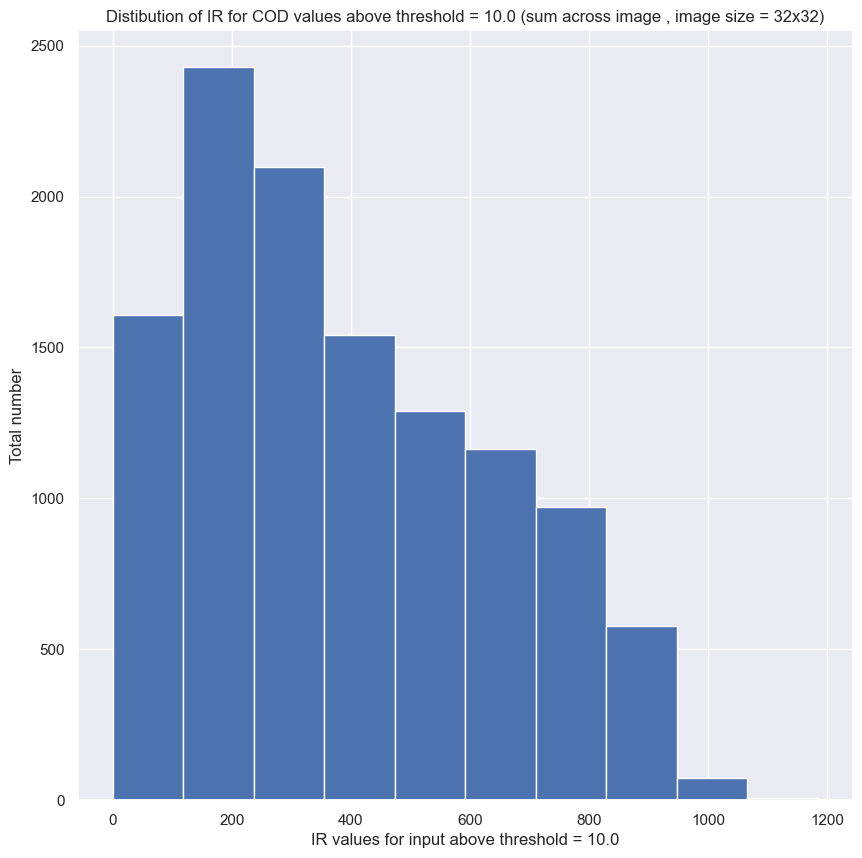 Distibution of IR for COD values above threshold = 10.0 (sum across image , image size = 32x32)
2500
2000
1500
1000
500
0
Total number
0 200 400 600 800 1000 1200
IR values for input above threshold = 10.0